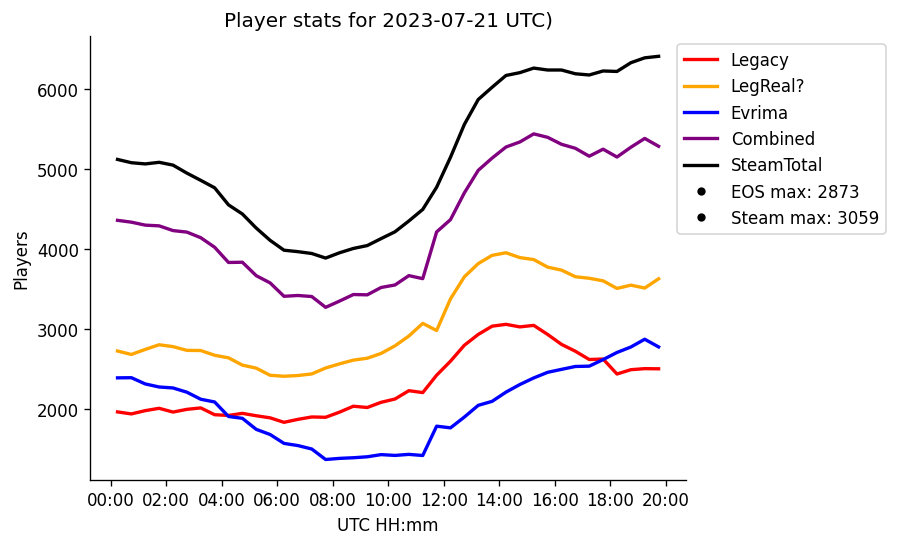 Player stats for 2023-07-21 UTC)
Legacy
LegReal?
Evrima
Combined
SteamTotal
EOS max: 2873
Steam max: 3059
Players
6000
5000
4000
3000
2000
00:00 02:00 04:00 06:00 08:00 10:00 12:00 14:00 16:00 18:00 20:00
UTC HH:mm